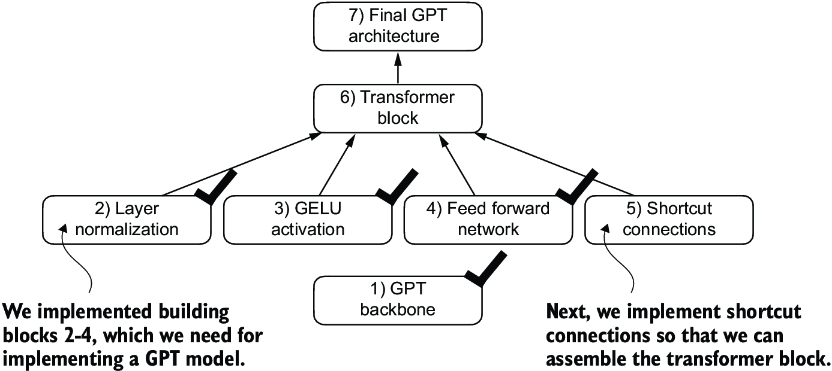 7) Final GPT
architecture
6) Transformer
block
2) Layer
normalization
3) GELU
activation
4) Feed forward
network
5) Shortcut
connections
1) GPT
backbone
We implemented building
blocks 2-4, which we need for
implementing a GPT model.
Next, we implement shortcut
connections so that we can
assemble the transformer block.